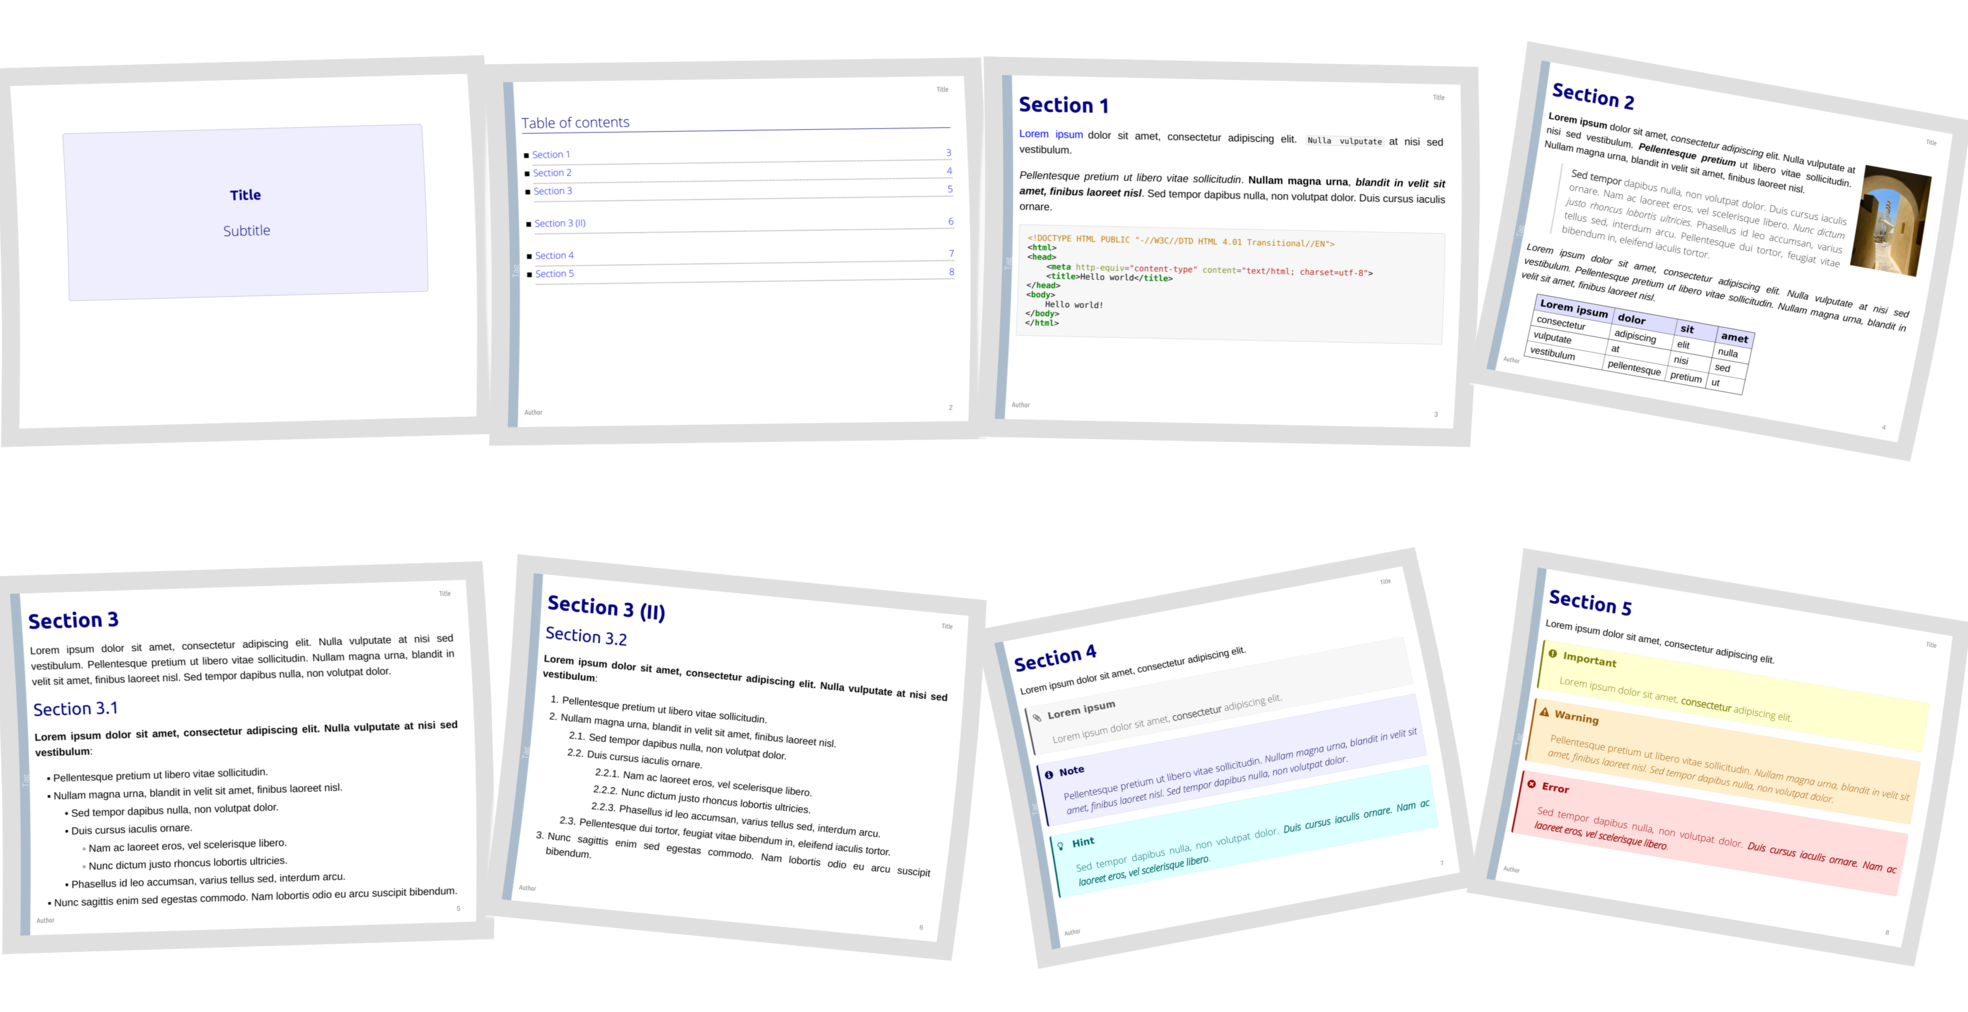 Title
Subtitle
Title
Table of contents
▪ Section 1 3
▪ Section 2 4
▪ Section 3 5
▪ Section 3 (II) 6
▪ Section 4 7
▪ Section 5 8
Author
2
Title
Section 1
Lorem ipsum dolor sit amet, consectetur adipiscing elit. Nulla vulputate at nisi sed
vestibulum.
Pellentesque pretium ut libero vitae sollicitudin. Nullam magna urna, blandit in velit sit
amet, finibus laoreet nisl. Sed tempor dapibus nulla, non volutpat dolor. Duis cursus iaculis
ornare.
<!DOCTYPE HTML PUBLIC "-//W3C//DTD HTML 4.01 Transitional//EN">
<html>
<head>
<meta http-equiv="content-type" content="text/html; charset=utf-8">
<title>Hello world</title>
</head>
<body>
Hello world!
</body>
</html>
Author
3
Title
Section 2
Lorem ipsum dolor sit amet, consectetur adipiscing elit. Nulla vulputate at
nisi sed vestibulum. Pellentesque pretium ut libero vitae sollicitudin.
Nullam magna urna, blandit in velit sit amet, finibus laoreet nisl.
Sed tempor dapibus nulla, non volutpat dolor. Duis cursus iaculis
ornare. Nam ac laoreet eros, vel scelerisque libero. Nunc dictum
justo rhoncus lobortis ultricies. Phasellus id leo accumsan, varius
tellus sed, interdum arcu. Pellentesque dui tortor, feugiat vitae
bibendum in, eleifend iaculis tortor.
Lorem ipsum dolor sit amet, consectetur adipiscing elit. Nulla vulputate at nisi sed
vestibulum. Pellentesque pretium ut libero vitae sollicitudin. Nullam magna urna, blandit in
velit sit amet, finibus laoreet nisl.
Lorem ipsum dolor sit amet
consectetur adipiscing elit nulla
vulputate at nisi sed
vestibulum pellentesque pretium ut
Author
4
Title
Section 3
Lorem ipsum dolor sit amet, consectetur adipiscing elit. Nulla vulputate at nisi sed
vestibulum. Pellentesque pretium ut libero vitae sollicitudin. Nullam magna urna, blandit in
velit sit amet, finibus laoreet nisl. Sed tempor dapibus nulla, non volutpat dolor.
Section 3.1
Lorem ipsum dolor sit amet, consectetur adipiscing elit. Nulla vulputate at nisi sed
vestibulum:
▪ Pellentesque pretium ut libero vitae sollicitudin.
▪ Nullam magna urna, blandit in velit sit amet, finibus laoreet nisl.
• Sed tempor dapibus nulla, non volutpat dolor.
• Duis cursus iaculis ornare.
▪ Nam ac laoreet eros, vel scelerisque libero.
▪ Nunc dictum justo rhoncus lobortis ultricies.
• Phasellus id leo accumsan, varius tellus sed, interdum arcu.
▪ Nunc sagittis enim sed egestas commodo. Nam lobortis odio eu arcu suscipit bibendum.
Author
5
Title
Section 3 (II)
Section 3.2
Lorem ipsum dolor sit amet, consectetur adipiscing elit. Nulla vulputate at nisi sed
vestibulum:
1. Pellentesque pretium ut libero vitae sollicitudin.
2. Nullam magna urna, blandit in velit sit amet, finibus laoreet nisl.
2.1. Sed tempor dapibus nulla, non volutpat dolor.
2.2. Duis cursus iaculis ornare.
2.2.1. Nam ac laoreet eros, vel scelerisque libero.
2.2.2. Nunc dictum justo rhoncus lobortis ultricies.
2.2.3. Phasellus id leo accumsan, varius tellus sed, interdum arcu.
2.3. Pellentesque dui tortor, feugiat vitae bibendum in, eleifend iaculis tortor.
3. Nunc sagittis enim sed egestas commodo. Nam lobortis odio eu arcu suscipit
bibendum.
Author
6
Title
Section 4
Lorem ipsum dolor sit amet, consectetur adipiscing elit.
Lorem ipsum
Lorem ipsum dolor sit amet, consectetur adipiscing elit.
Note
Pellentesque pretium ut libero vitae sollicitudin. Nullam magna urna, blandit in velit sit
amet, finibus laoreet nisl. Sed tempor dapibus nulla, non volutpat dolor.
Hint
Sed tempor dapibus nulla, non volutpat dolor. Duis cursus iaculis ornare. Nam ac
laoreet eros, vel scelerisque libero.
Author
7
Title
Section 5
Lorem ipsum dolor sit amet, consectetur adipiscing elit.
Important
Lorem ipsum dolor sit amet, consectetur adipiscing elit.
Warning
Pellentesque pretium ut libero vitae sollicitudin. Nullam magna urna, blandit in velit sit
amet, finibus laoreet nisl. Sed tempor dapibus nulla, non volutpat dolor.
Error
Sed tempor dapibus nulla, non volutpat dolor. Duis cursus iaculis ornare. Nam ac
laoreet eros, vel scelerisque libero.
Author
8